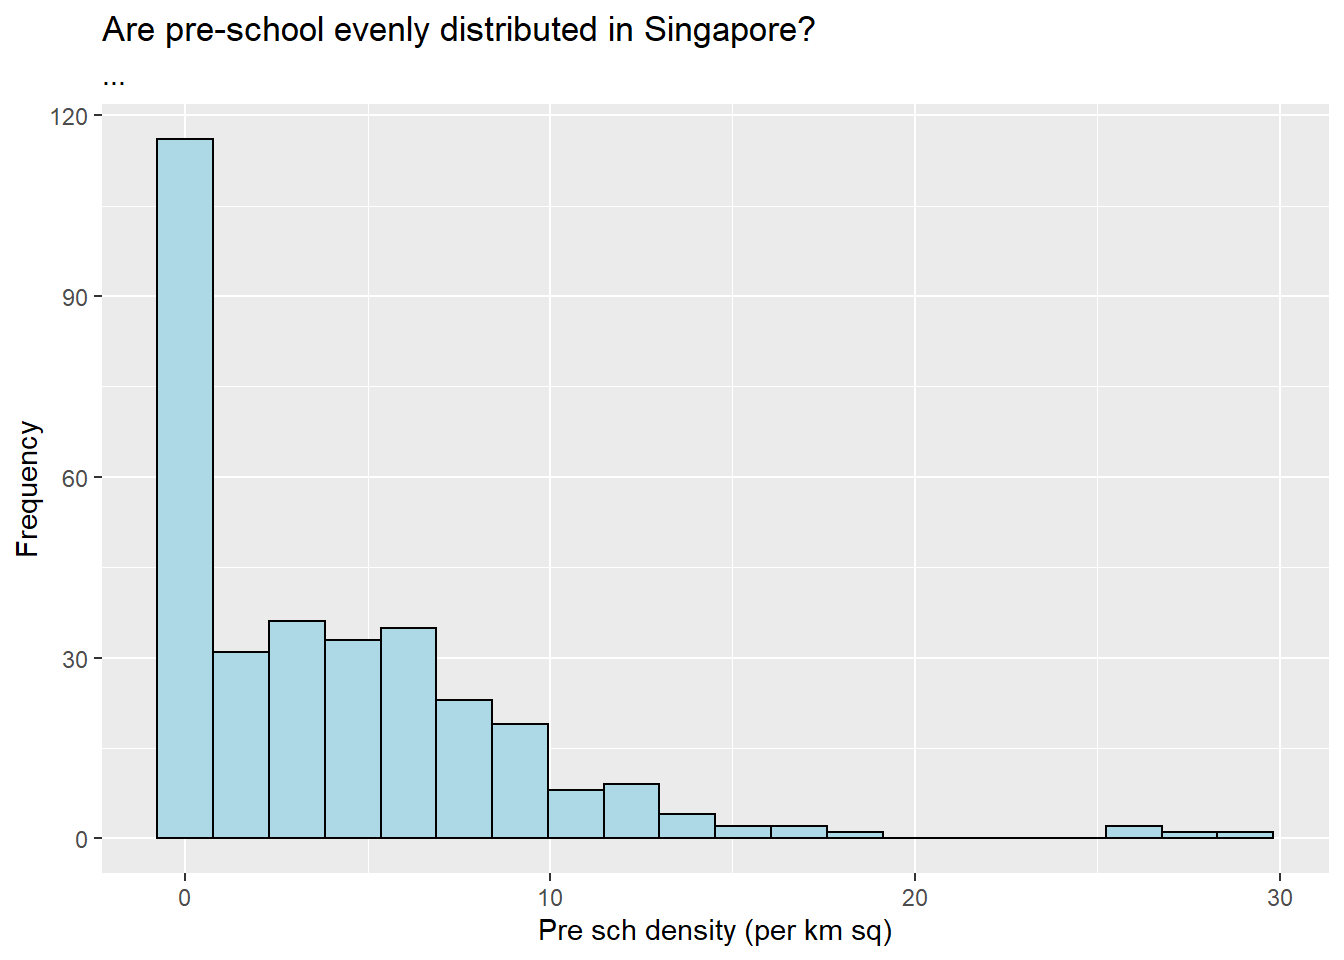 Are pre-school evenly distributed in Singapore?
...
120
90
60
30
0
Frequency
0 10 20 30
Pre sch density (per km sq)